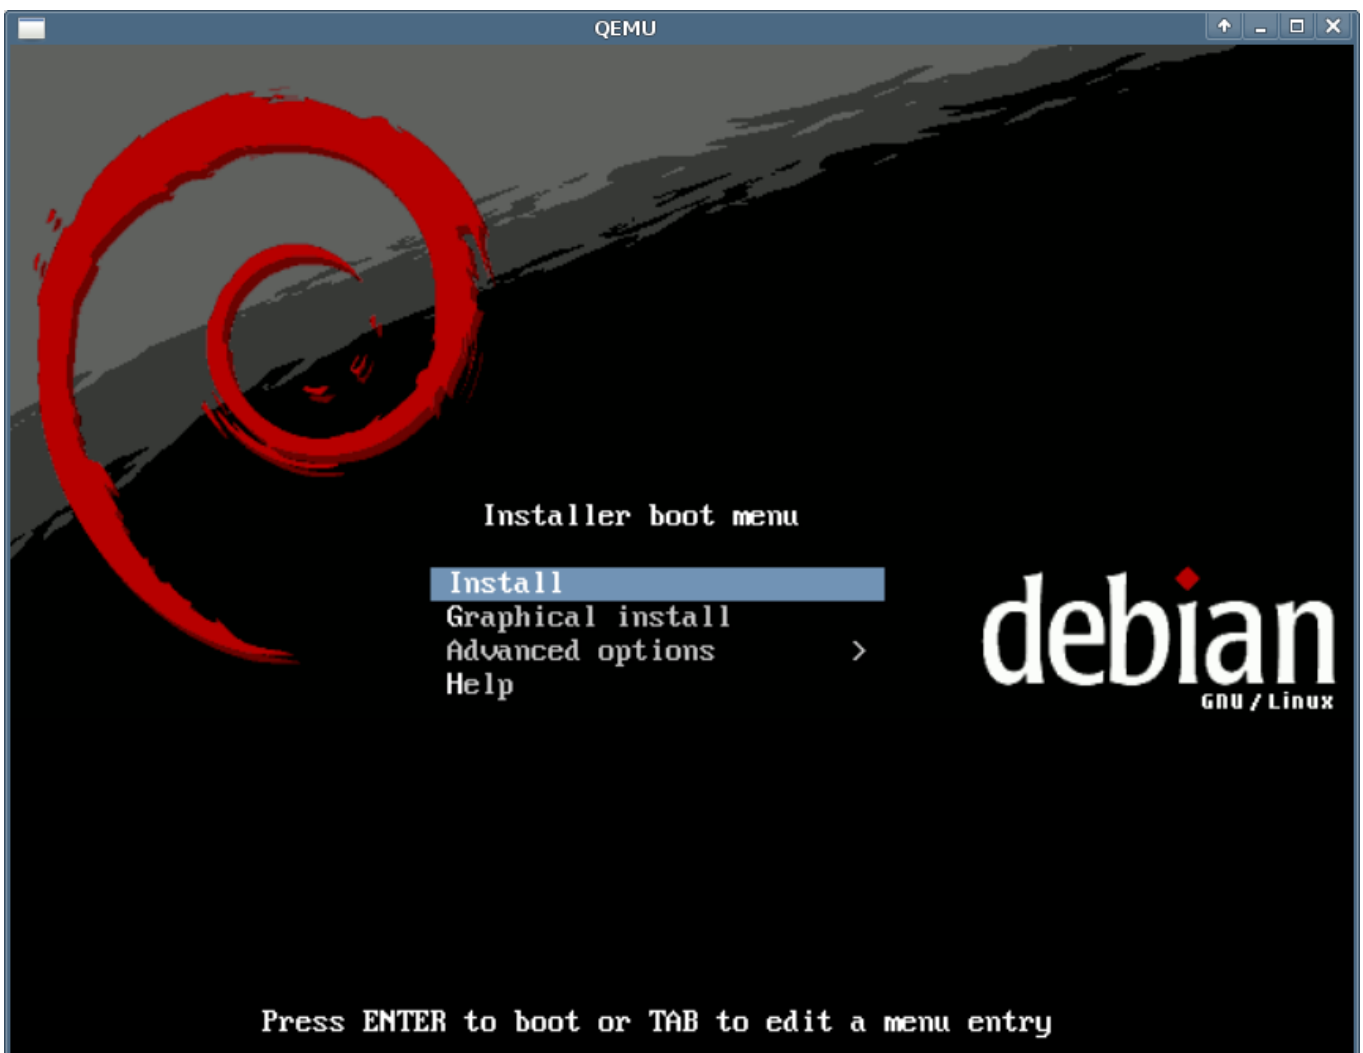 QEMU
Installer boot menu
Install
Graphical install
Advanced options >
Help
debian
GNU / Linux
Press ENTER to boot or TAB to edit a menu entry